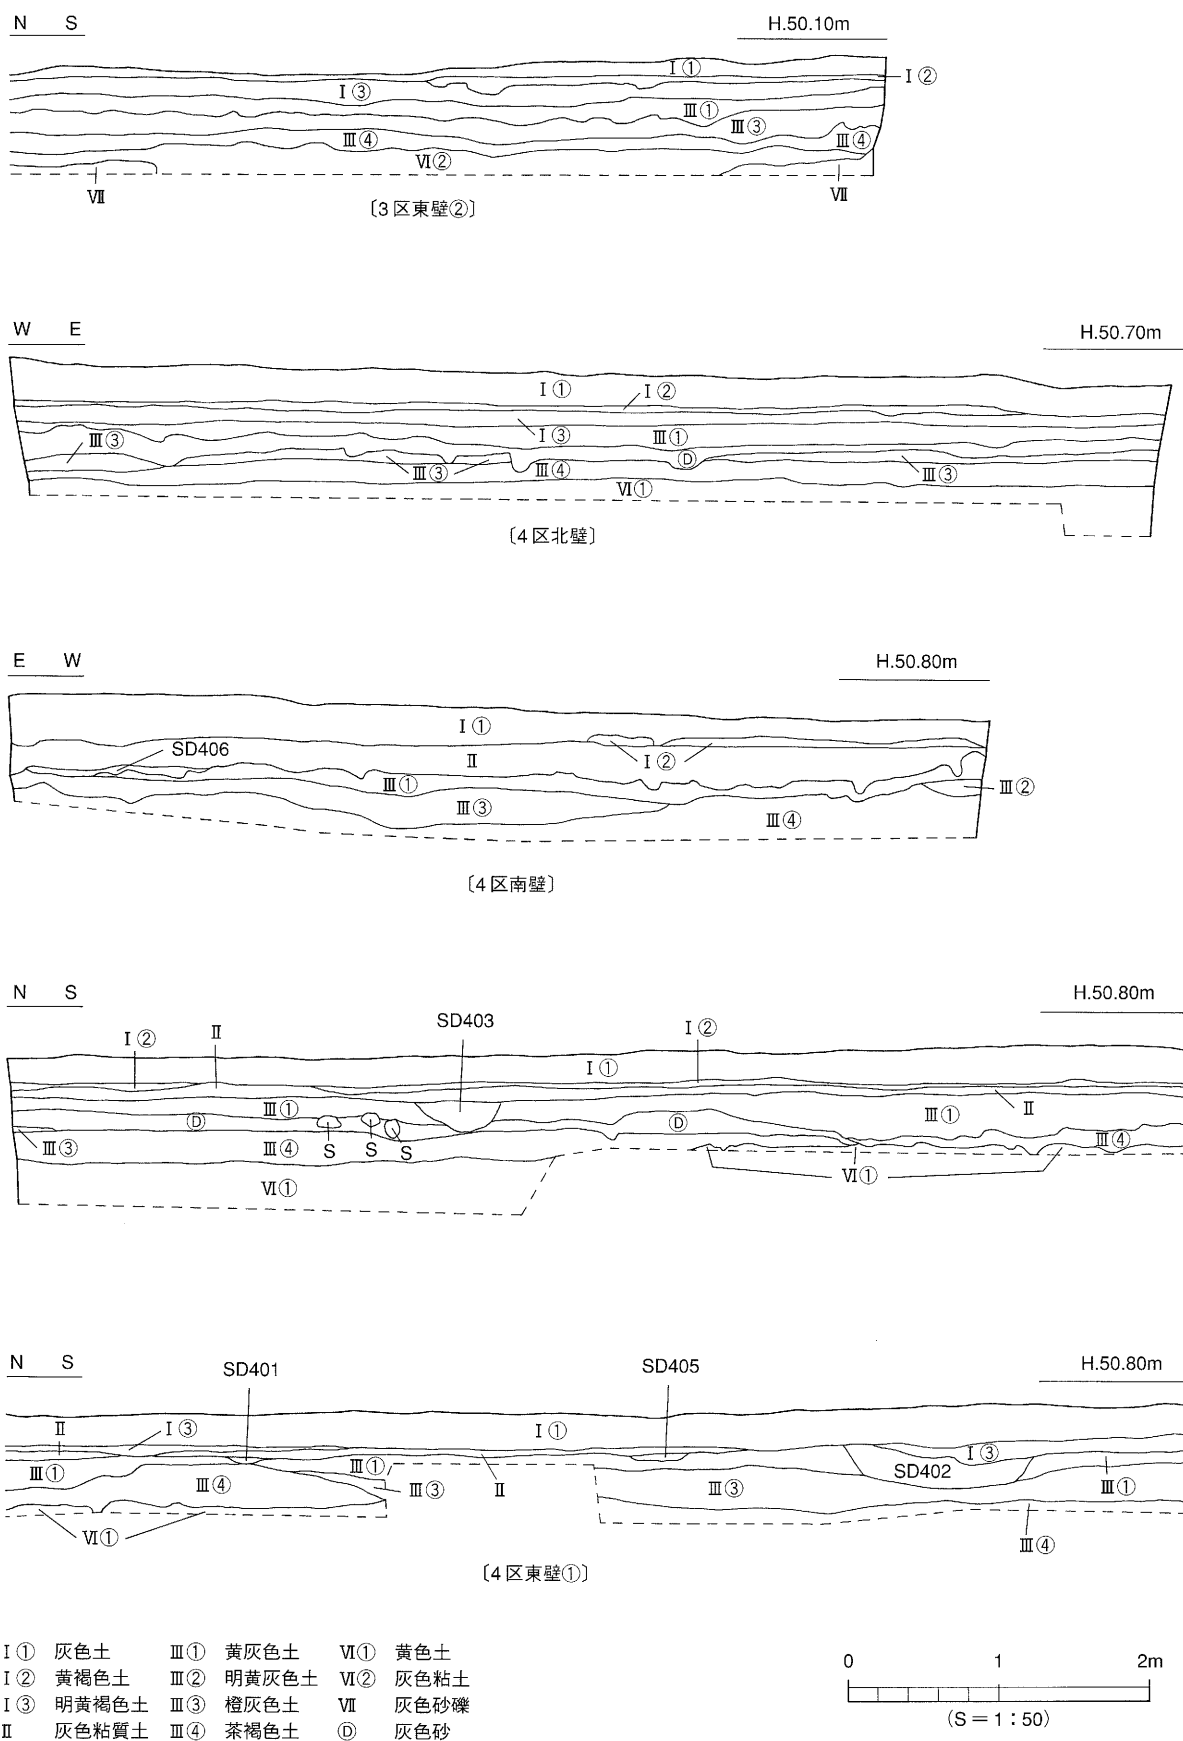 N S H.50.10m
Ⅰ① Ⅰ②
Ⅰ③ Ⅲ①
Ⅲ③
Ⅲ④ Ⅲ④
Ⅵ②
Ⅶ Ⅶ
〔3区東壁②〕
W E H.50.70m
Ⅰ① Ⅰ②
Ⅲ③ Ⅰ③ Ⅲ①
Ⅲ③ Ⅲ④ Ⓓ Ⅲ③
Ⅵ①
〔4区北壁〕
E W H.50.80m
Ⅰ①
SD406 Ⅱ Ⅰ②
Ⅲ① Ⅲ②
Ⅲ③ Ⅲ④
〔4区南壁〕
N S H.50.80m
Ⅰ② Ⅱ SD403 Ⅰ②
Ⅰ①
Ⅲ① Ⅲ① Ⅱ
Ⓓ Ⓓ
Ⅲ③ Ⅲ④ S S S Ⅲ④
Ⅵ① Ⅵ①
N S SD401 SD405 H.50.80m
Ⅱ Ⅰ③ Ⅰ①
Ⅰ③
Ⅲ① Ⅲ① SD402
Ⅲ④ Ⅲ③ Ⅱ Ⅲ③ Ⅲ①
Ⅵ① Ⅲ④
〔4区東壁①〕
Ⅰ① 灰色土 Ⅲ① 黄灰色土 Ⅵ① 黄色土
Ⅰ② 黄褐色土 Ⅲ② 明黄灰色土 Ⅵ② 灰色粘土
Ⅰ③ 明黄褐色土 Ⅲ③ 橙灰色土 Ⅶ 灰色砂礫
Ⅱ 灰色粘質土 Ⅲ④ 茶褐色土 Ⓓ 灰色砂
0 1 2m
(S=1:50)